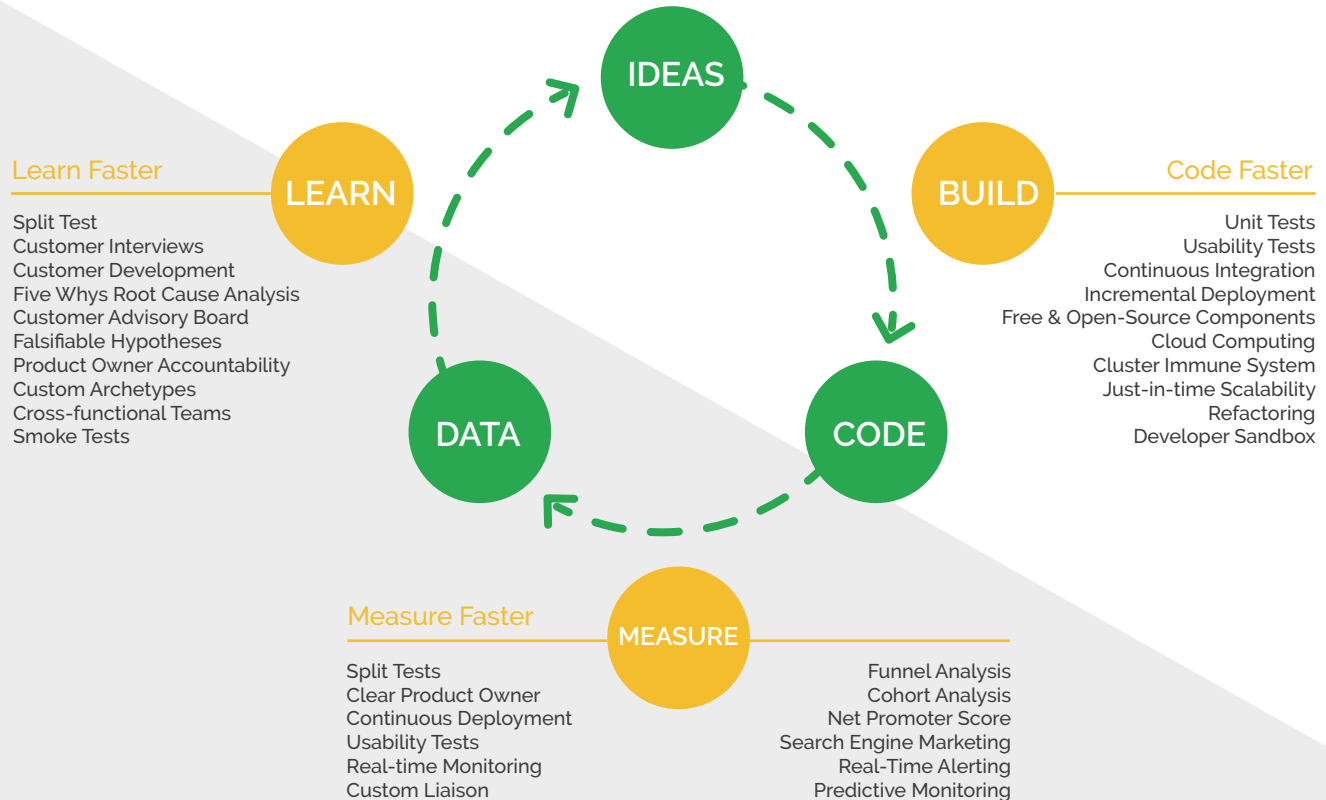 IDEAS
LEARN
BUILD
Learn Faster
Split Test
Customer Interviews
Customer Development
Five Whys Root Cause Analysis
Customer Advisory Board
Falsifiable Hypotheses
Product Owner Accountability
Custom Archetypes
Cross-functional Teams
Smoke Tests
Code Faster
Unit Tests
Usability Tests
Continuous Integration
Incremental Deployment
Free & Open-Source Components
Cloud Computing
Cluster Immune System
Just-in-time Scalability
Refactoring
Developer Sandbox
DATA
CODE
Measure Faster
MEASURE
Split Tests
Clear Product Owner
Continuous Deployment
Usability Tests
Real-time Monitoring
Custom Liaison
Funnel Analysis
Cohort Analysis
Net Promoter Score
Search Engine Marketing
Real-Time Alerting
Predictive Monitoring